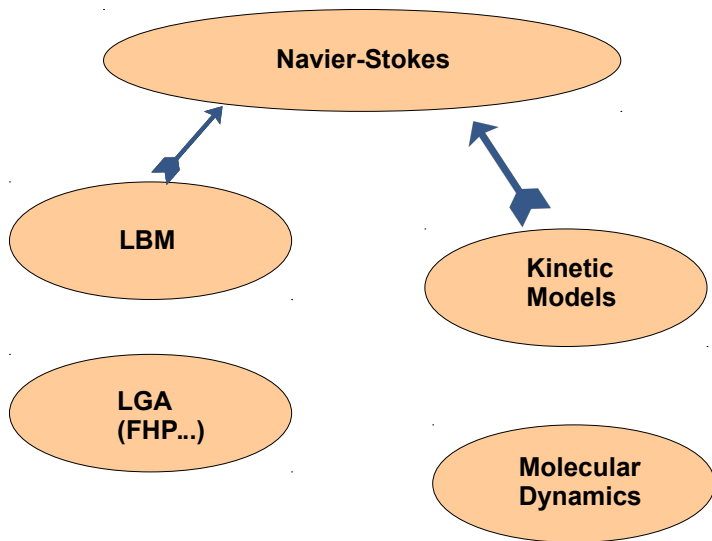 Navier-Stokes
LBM
Kinetic
Models
LGA
(FHP...)
Molecular
Dynamics